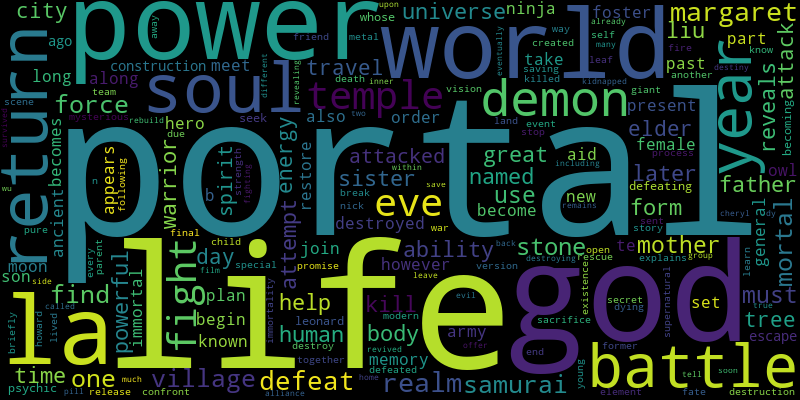 portal
life
god
power
world
soul
return
la
battle
year
temple
demon
fight
eve
universe
ninja
foster
margaret
city
ago
long
along
construction
meet
travel
whose
friend
metal
upon
already
self
many
way
created
take
saving
killed
leaf
liu
past
part
another
know
destiny
fire
attack
reveals
becoming
force
becomes
ancient
team
mysterious
rebuild
due
hero
warrior
also
order
seek
two
death
inner
vision
different
revealing
eventually
kidnapped
giant
present
elder
female
process
owl
father
mortal
general
defeating
land
event
stop
great
named
use
become
aid
new
within
including
remains
later
form
sent
story
cheryl
mother
explains
group
must
tree
escape
stone
te
open
rescue
existence
supernatural
secret
dying
set
learn
true
soon
former
fate
tell
destruction
element
young
sacrifice
realm
samurai
ability
back
version
leave
evil
offer
army
however
join
attempt
destroyed
war
save
break
nick
sister
attacked
energy
restore
spirit
strength
fighting
b
appears
following
n
survived
scene
wu
pure
moon
son
side
every
parent
powerful
immortal
child
final
film
day
special
plan
begin
known
immortality
promise
help
kill
modern
human
body
leonard
destroy
memory
together
revived
defeated
defeat
home
alliance
village
pill
release
confront
one
much
time
psychic
find
called
lived
howard
briefly
end
destroying
away